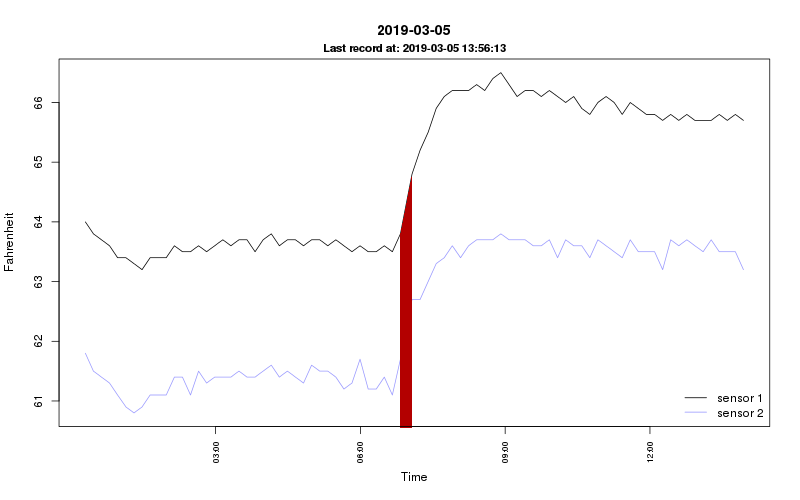 2019-03-05
Last record at: 2019-03-05 13:56:13
Fahrenheit
66
65
64
63
62
61
sensor 1
sensor 2
03:00
06:00
09:00
12:00
Time